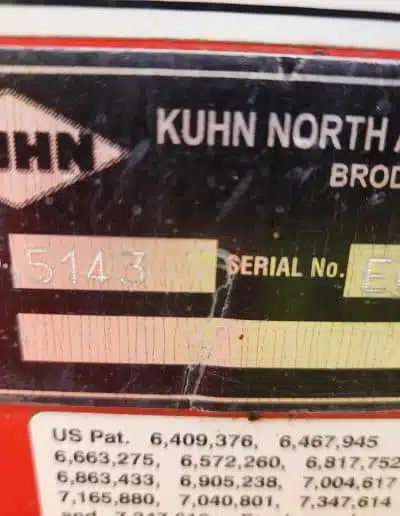 KUHN
KUHN NORTH A
BROD
5143 SERIAL No. E
US Pat. 6,409,376, 6,467,945
6,663,275, 6,572,260, 6,817,752
6,863,433, 6,905,238, 7,004,617
7,165,880, 7,040,801, 7,347,614
and